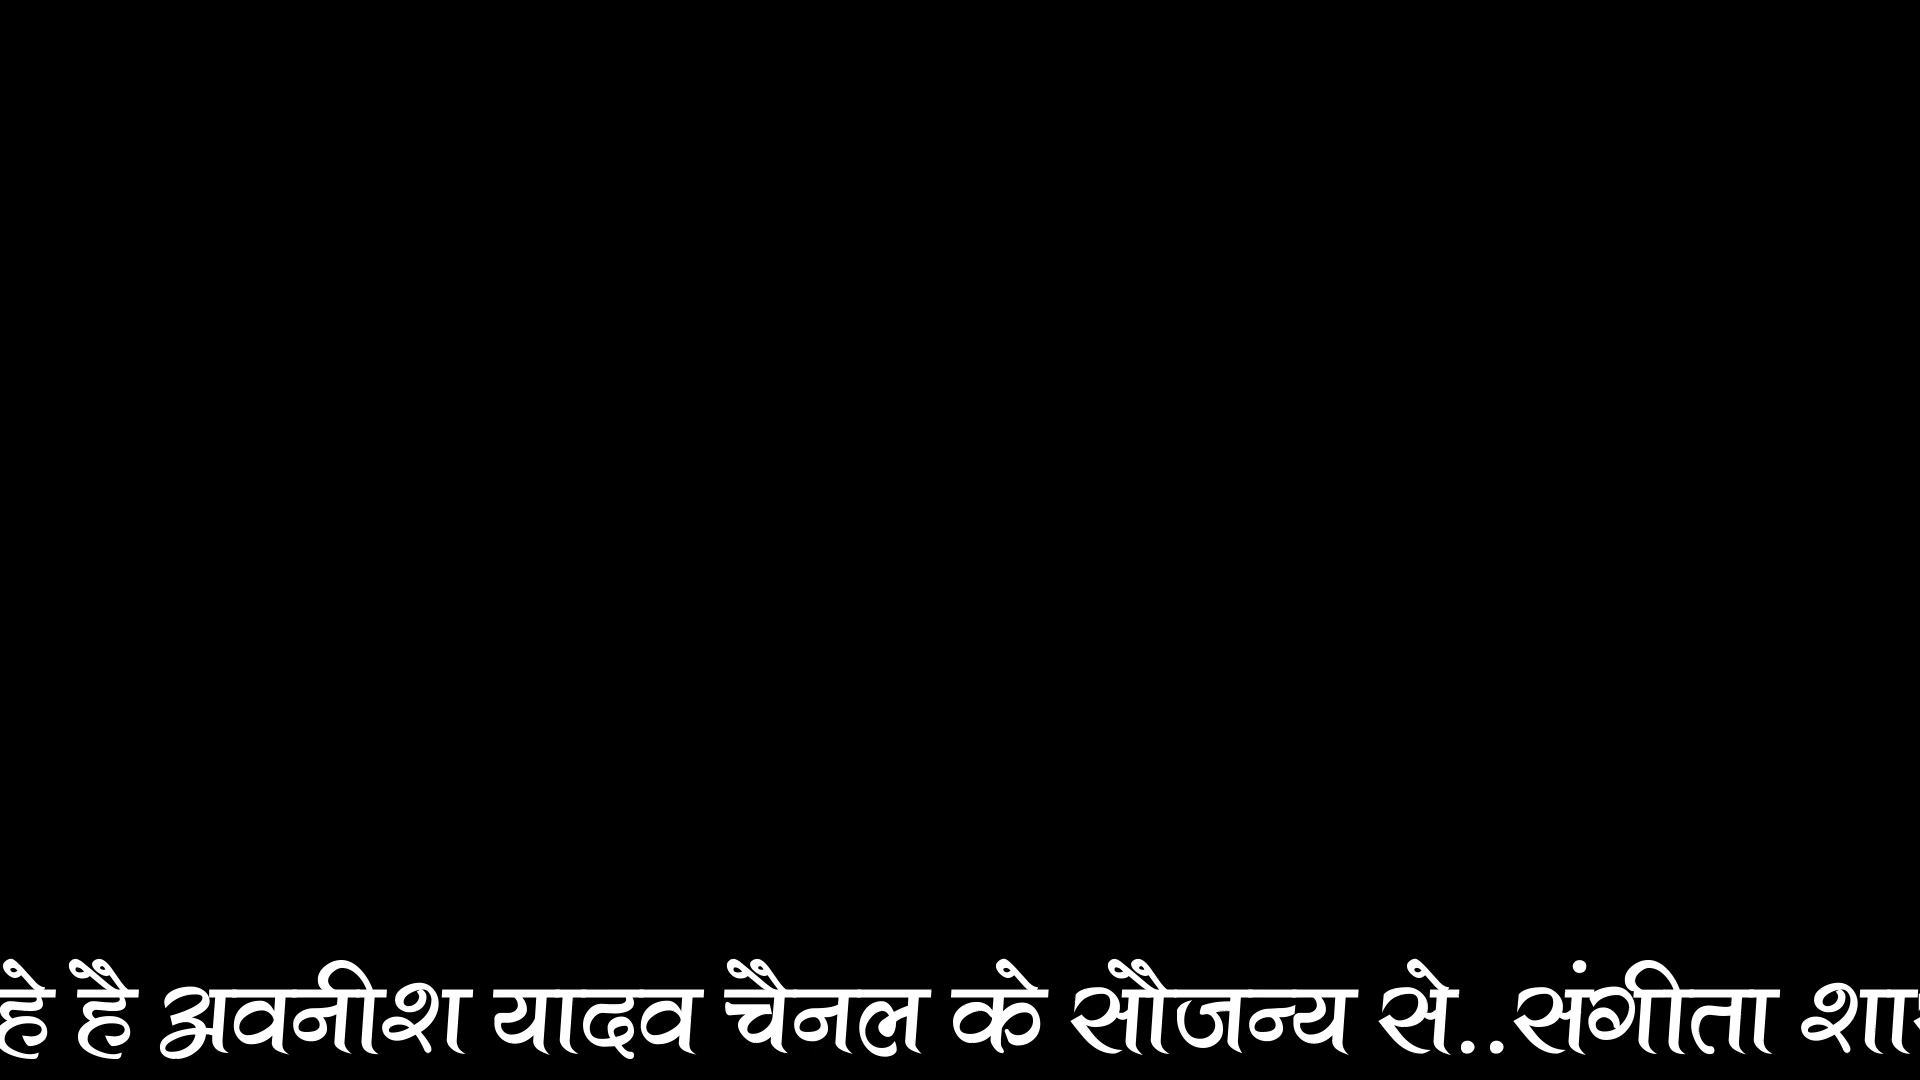 हे है अवनीश यादव चैनल के सौजन्य से..संगीता